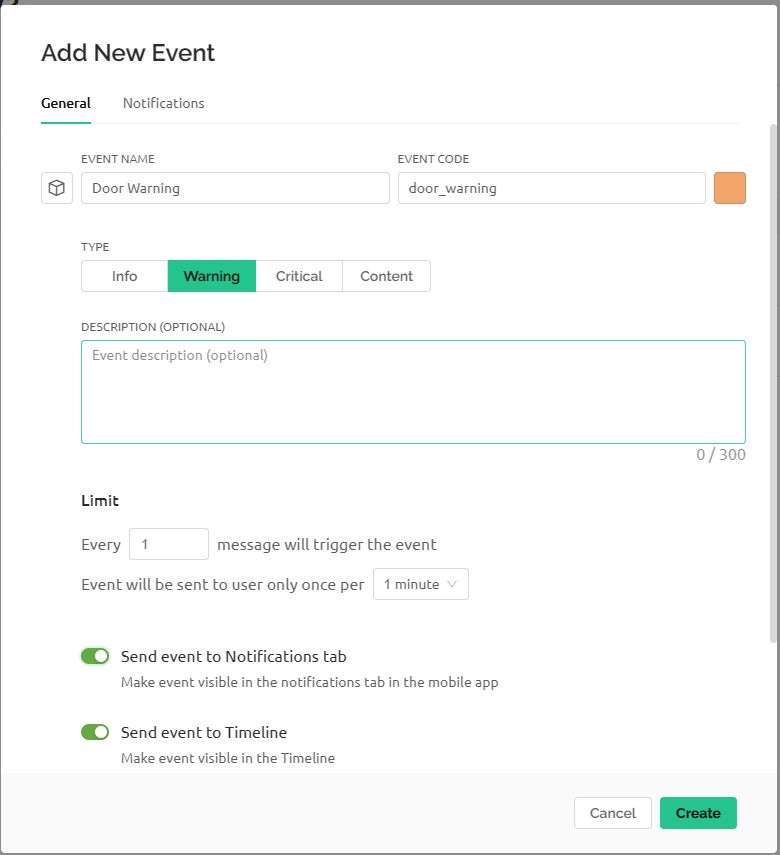 Add New Event
General Notifications
EVENT NAME EVENT CODE
Door Warning door_warning
TYPE
Info Warning Critical Content
DESCRIPTION (OPTIONAL)
Event description (optional)
0 / 300
Limit
Every 1 message will trigger the event
Event will be sent to user only once per 1 minute
Send event to Notifications tab
Make event visible in the notifications tab in the mobile app
Send event to Timeline
Make event visible in the Timeline
Cancel Create